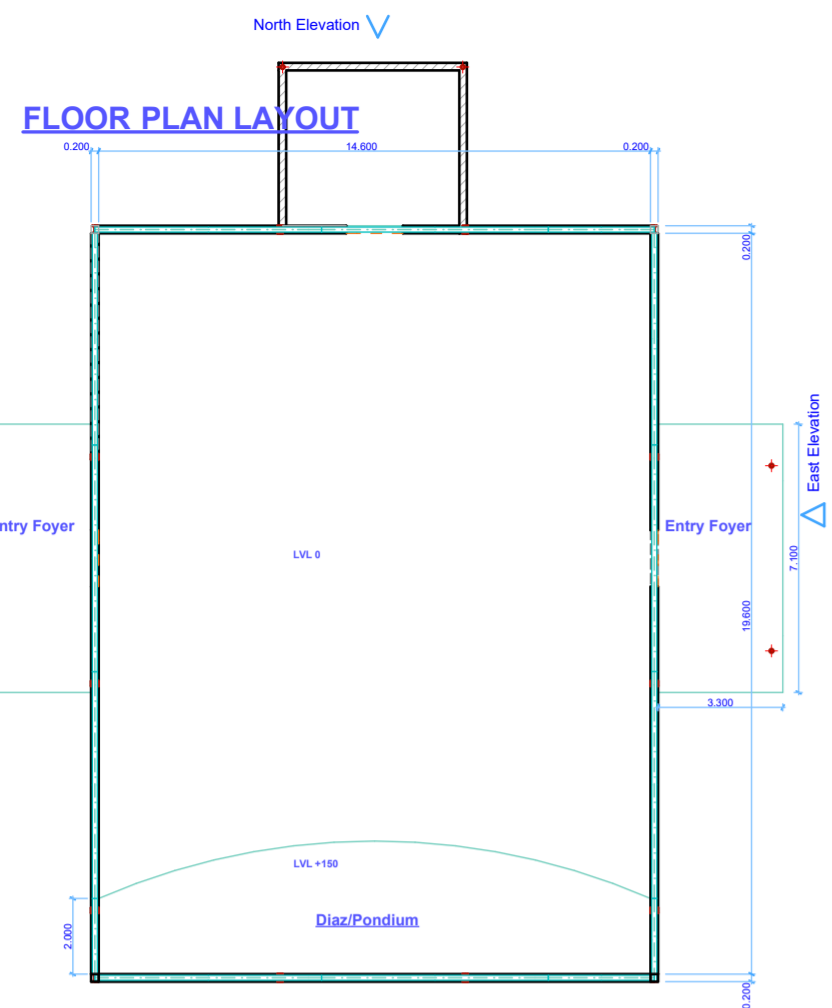 North Elevation
FLOOR PLAN LAYOUT
0.200
14.600
0.200
0.200
East Elevation
ntry Foyer
Entry Foyer
LVL 0
7.100
19.600
3.300
LVL +150
Diaz/Pondium
2.000
0.200